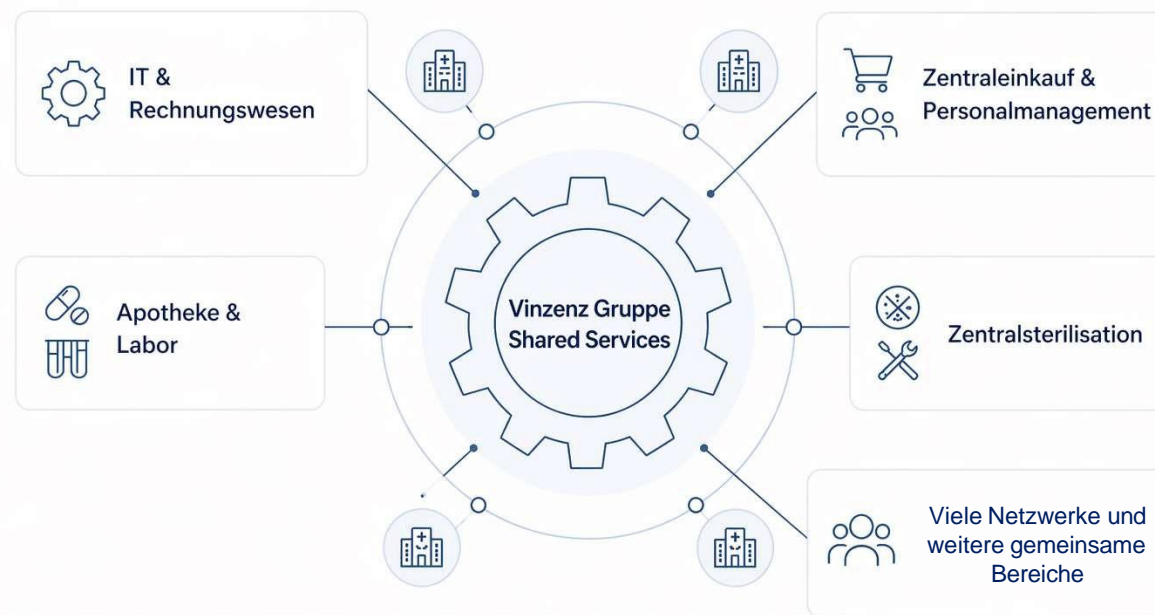 IT &
Rechnungswesen
Zentraleinkauf &
Personalmanagement
Apotheke &
Labor
Vinzenz Gruppe
Shared Services
Zentralsterilisation
Viele Netzwerke und
weitere gemeinsame
Bereiche